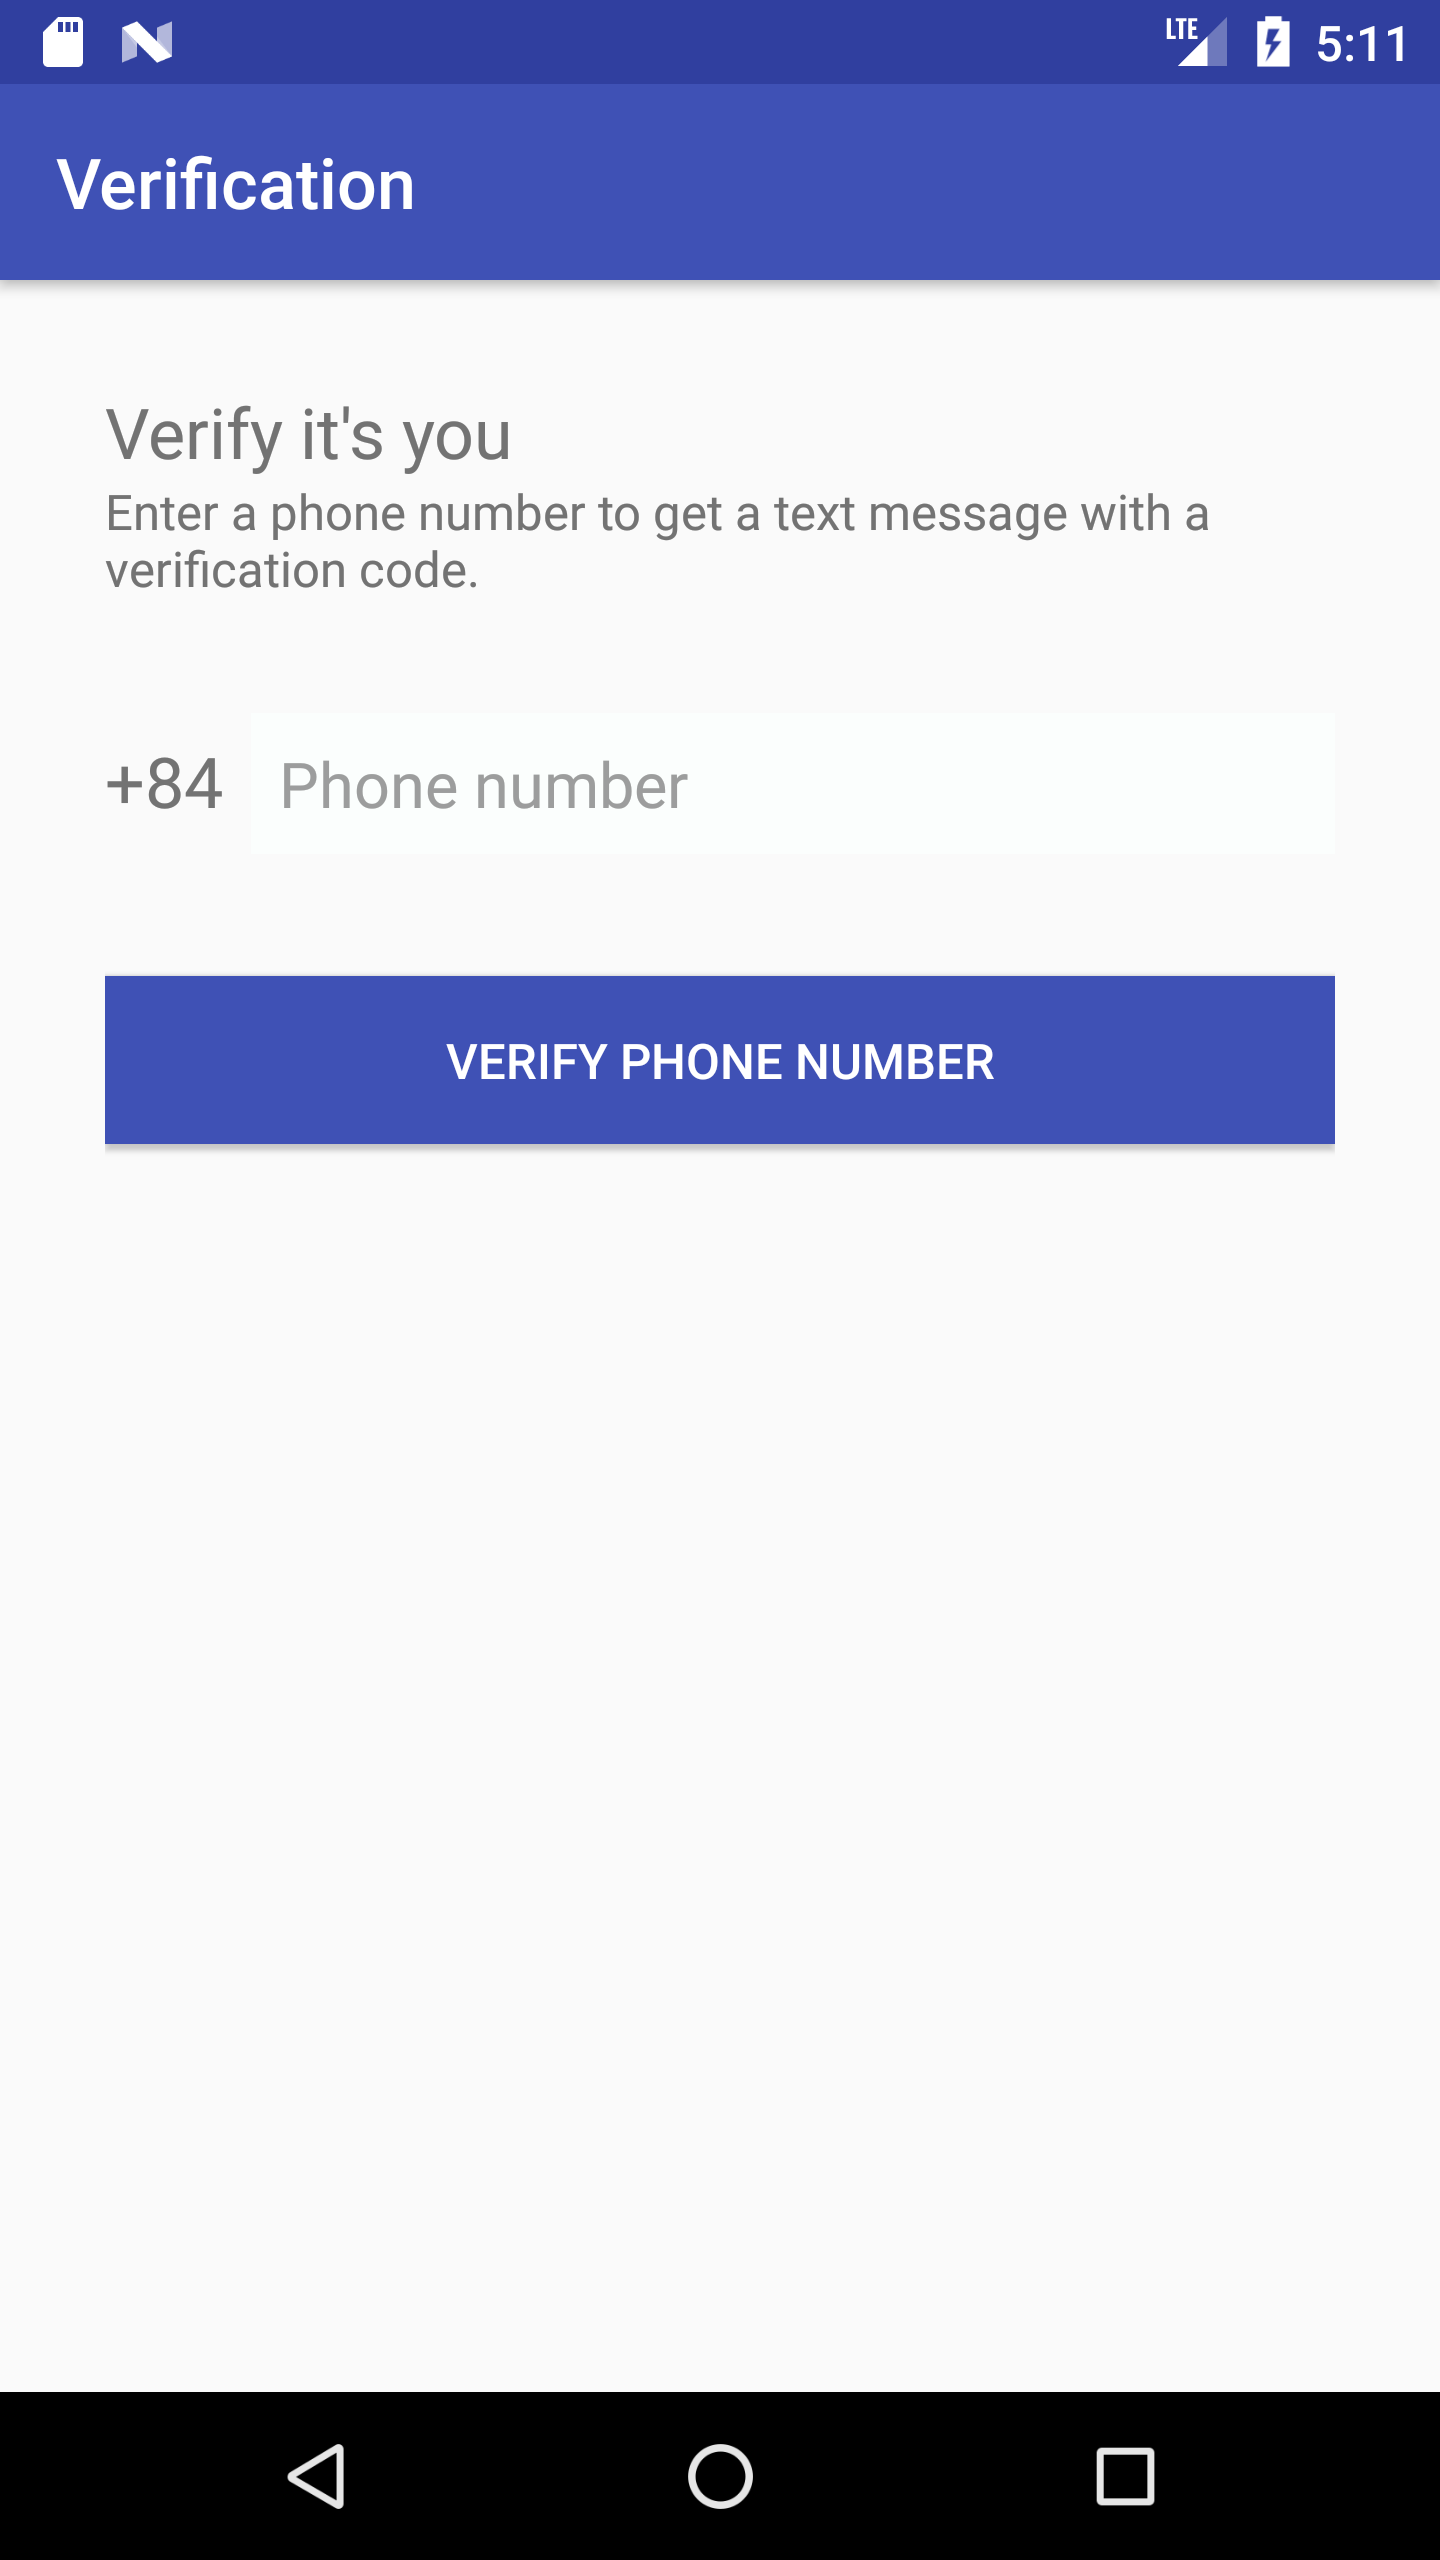 LTE 5:11
Verification
Verify it's you
Enter a phone number to get a text message with a
verification code.
+84 Phone number
VERIFY PHONE NUMBER